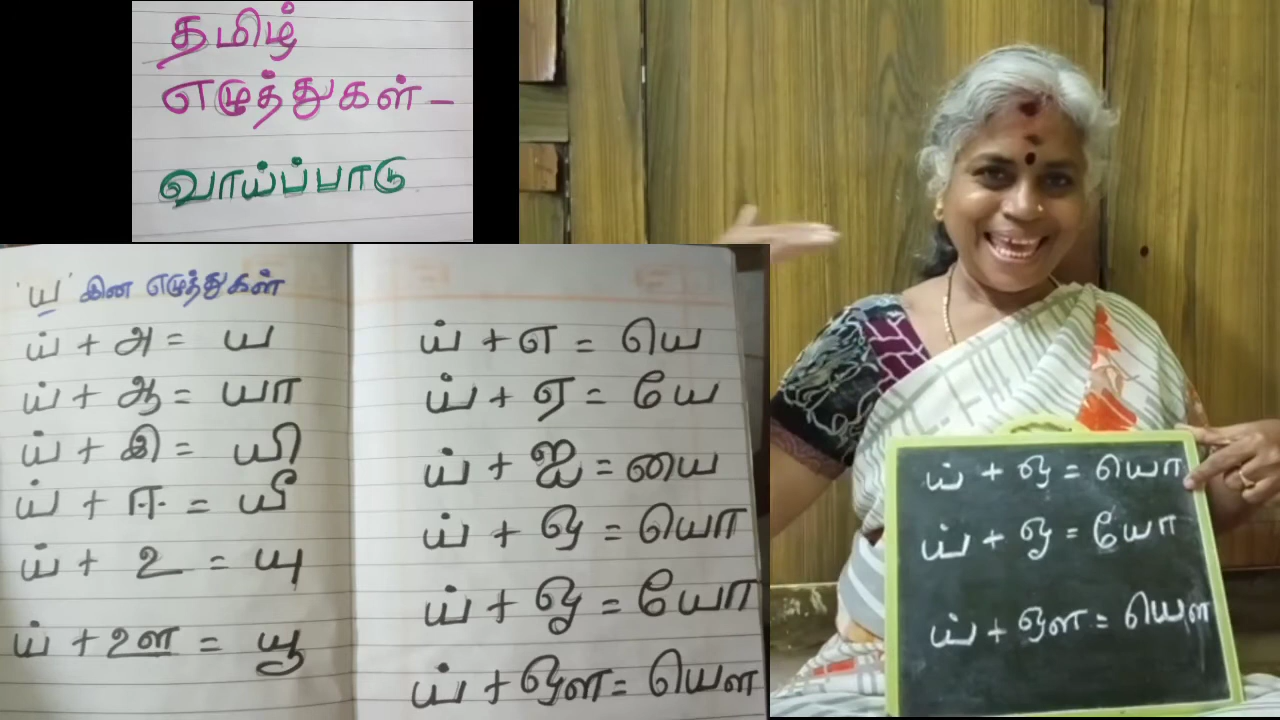 தமிழ்
எழுத்துகள் -
வாய்ப்பாடு
'ய' இன எழுத்துகள்
ய் + அ = ய
ய் + ஆ = யா
ய் + இ = யி
ய் + ஈ = யீ
ய் + உ = யு
ய் + ஊ = யூ
ய் + எ = யெ
ய் + ஏ = யே
ய் + ஐ = யை
ய் + ஒ = யொ
ய் + ஓ = யோ
ய் + ஔ = யௌ
ய் + ஒ = யொ
ய் + ஓ = யோ
ய் + ஔ = யௌ